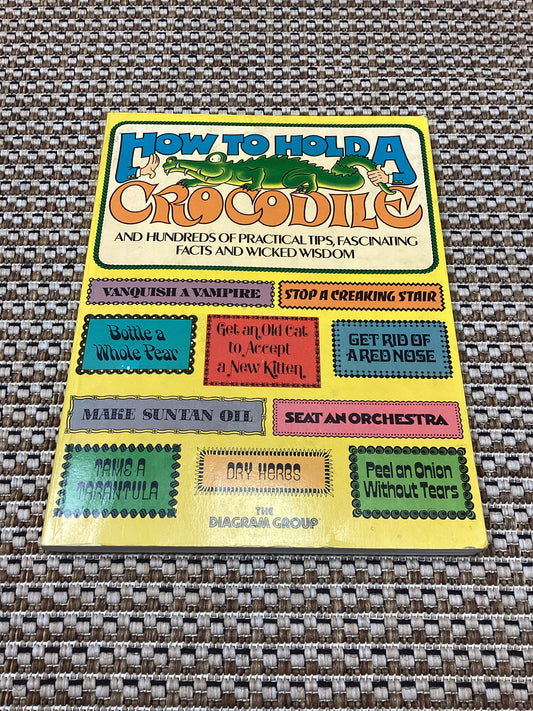 HOW TO HOLD A
CROCODILE
AND HUNDREDS OF PRACTICAL TIPS, FASCINATING
FACTS AND WICKED WISDOM
VANQUISH A VAMPIRE
STOP A CREAKING STAIR
Bottle a
Whole Pear
Get an Old Cat
to Accept
a New Kitten
GET RID OF
A RED NOSE
MAKE SUNTAN OIL
SEAT AN ORCHESTRA
TAME A
TARANTULA
DRY HERBS
Peel an Onion
Without Tears
THE
DIAGRAM GROUP